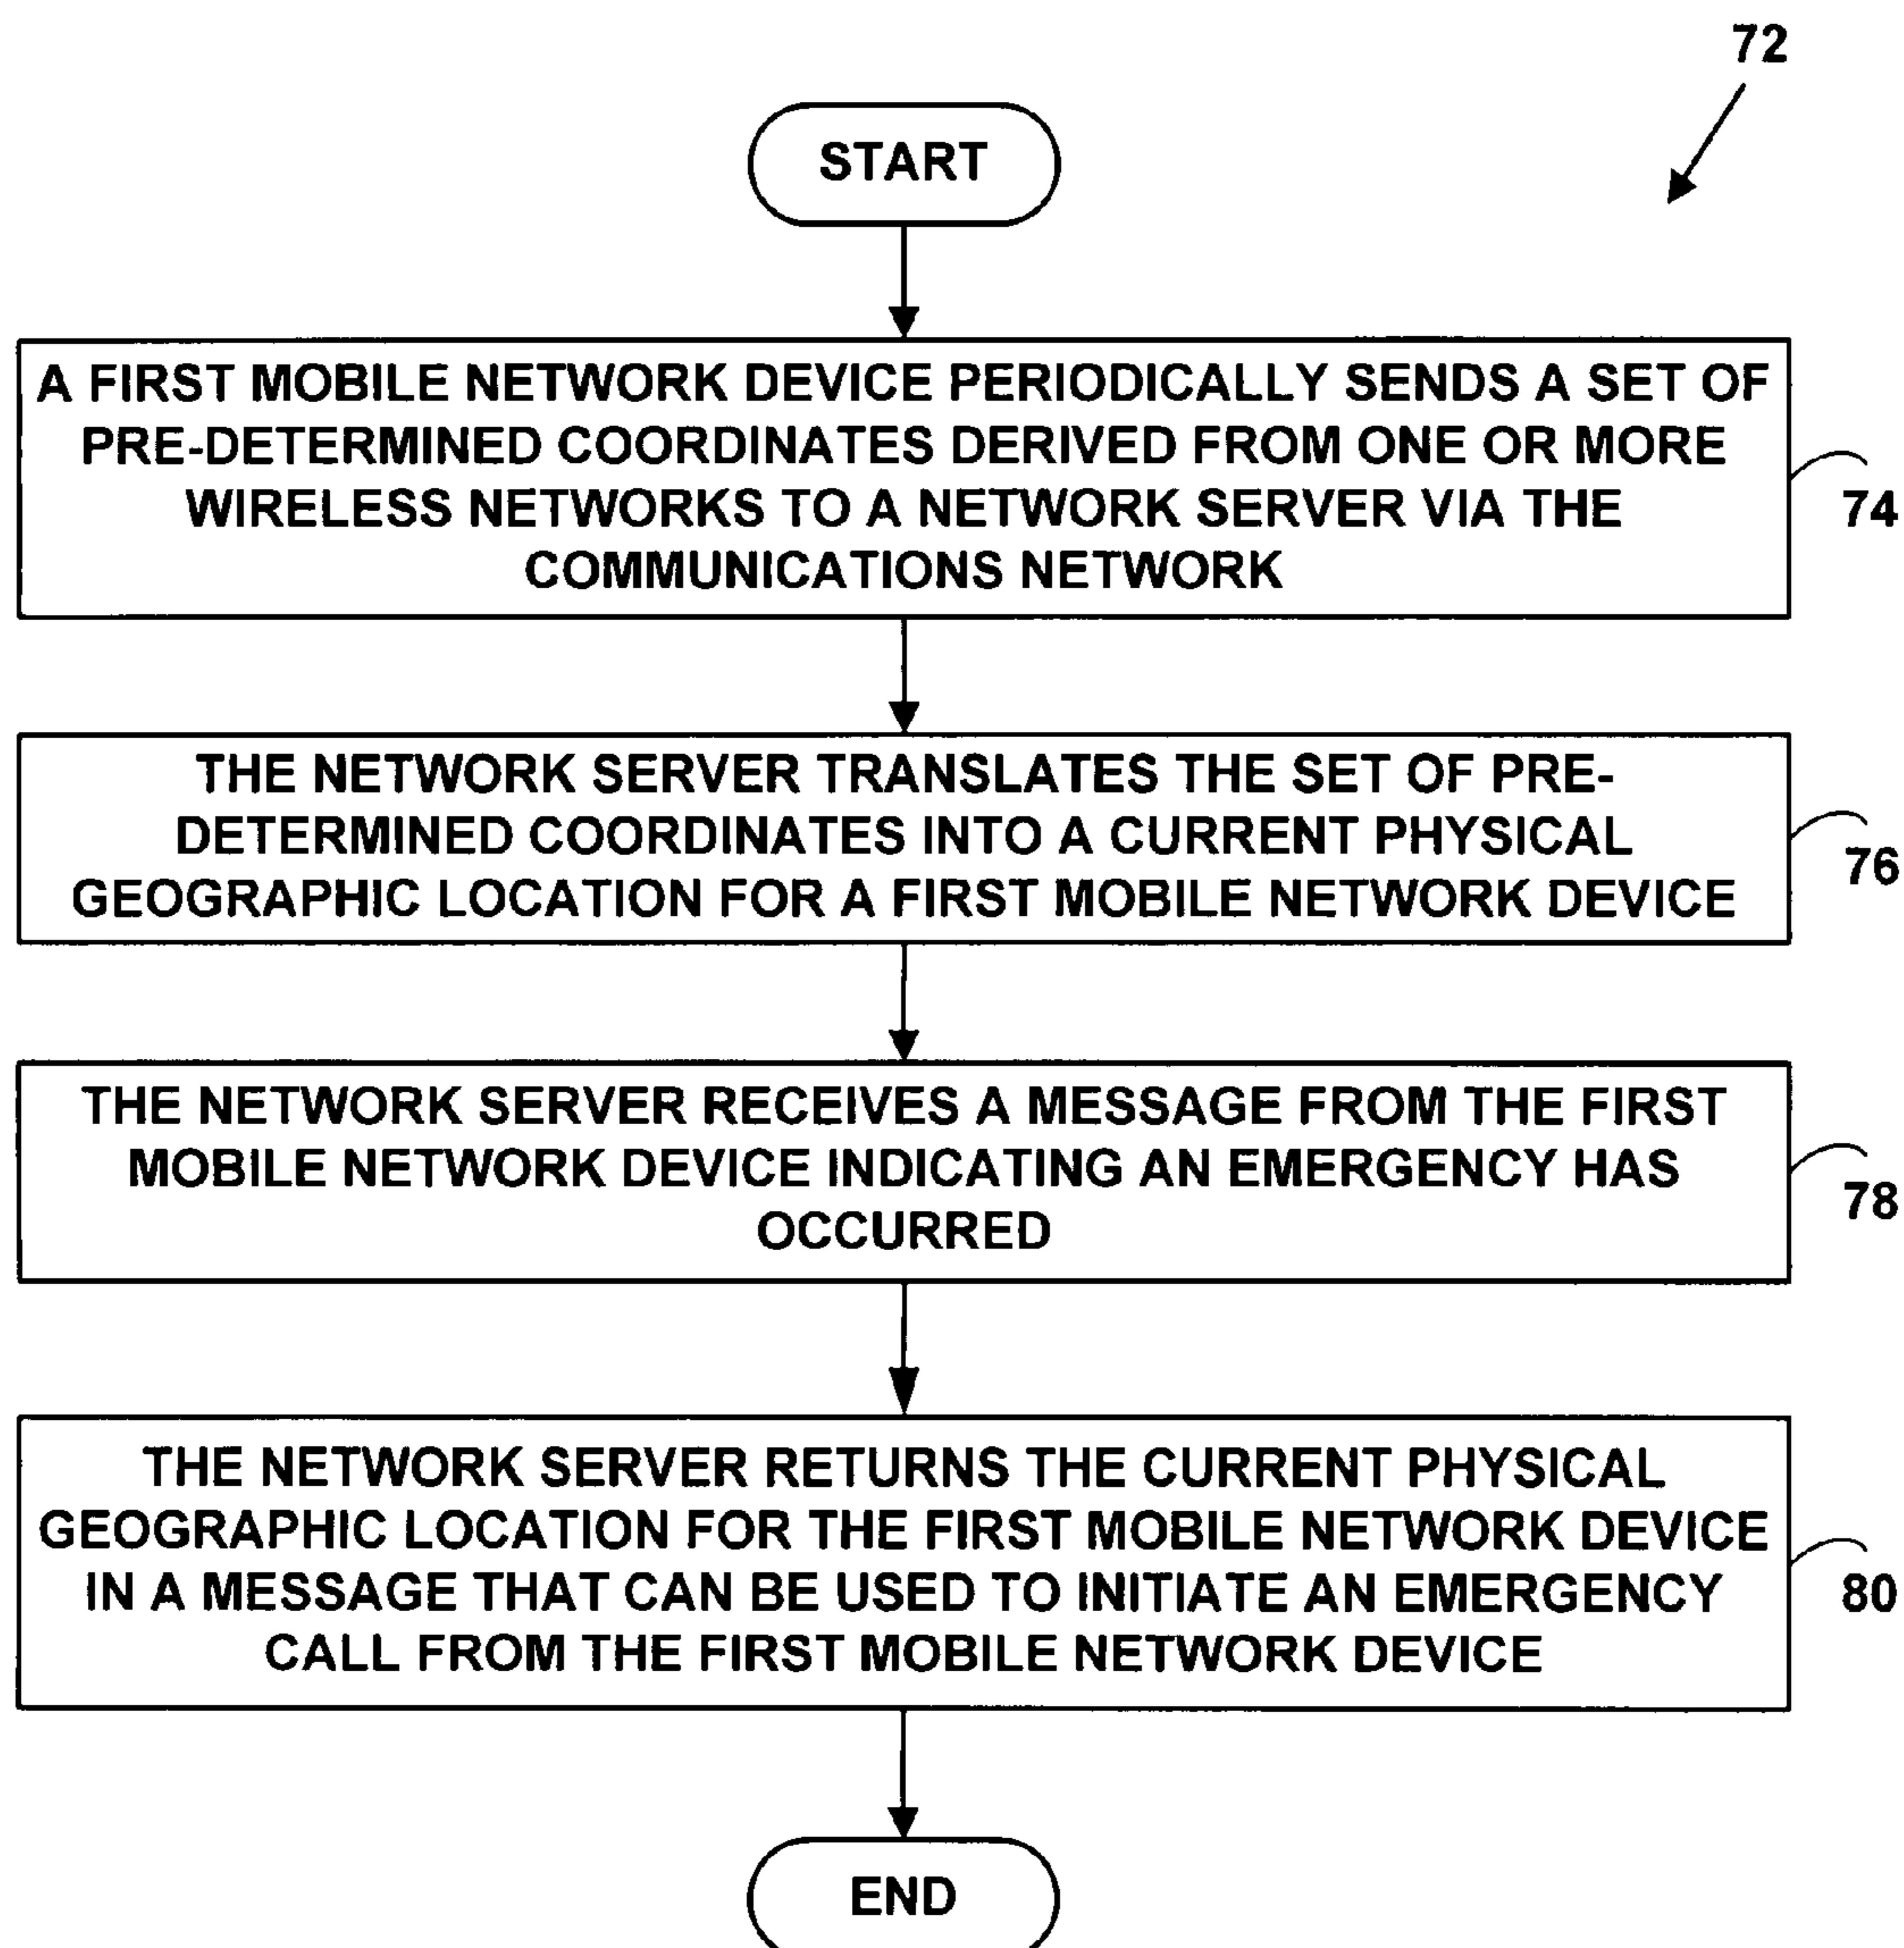 72
START
A FIRST MOBILE NETWORK DEVICE PERIODICALLY SENDS A SET OF
PRE-DETERMINED COORDINATES DERIVED FROM ONE OR MORE
WIRELESS NETWORKS TO A NETWORK SERVER VIA THE
COMMUNICATIONS NETWORK
74
THE NETWORK SERVER TRANSLATES THE SET OF PRE-
DETERMINED COORDINATES INTO A CURRENT PHYSICAL
GEOGRAPHIC LOCATION FOR A FIRST MOBILE NETWORK DEVICE
76
THE NETWORK SERVER RECEIVES A MESSAGE FROM THE FIRST
MOBILE NETWORK DEVICE INDICATING AN EMERGENCY HAS
OCCURRED
78
THE NETWORK SERVER RETURNS THE CURRENT PHYSICAL
GEOGRAPHIC LOCATION FOR THE FIRST MOBILE NETWORK DEVICE
IN A MESSAGE THAT CAN BE USED TO INITIATE AN EMERGENCY
CALL FROM THE FIRST MOBILE NETWORK DEVICE
80
END